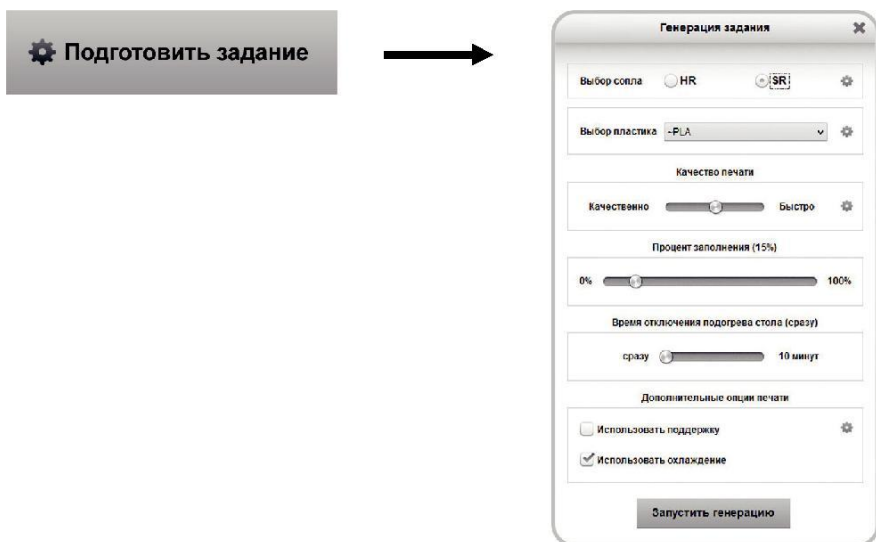 Подготовить задание
Генерация задания
Выбор сопла HR SR
Выбор пластика -PLA
Качество печати
Качественно Быстро
Процент заполнения (15%)
0% 100%
Время отключения подогрева стола (сразу)
сразу 10 минут
Дополнительные опции печати
Использовать поддержку
Использовать охлаждение
Запустить генерацию